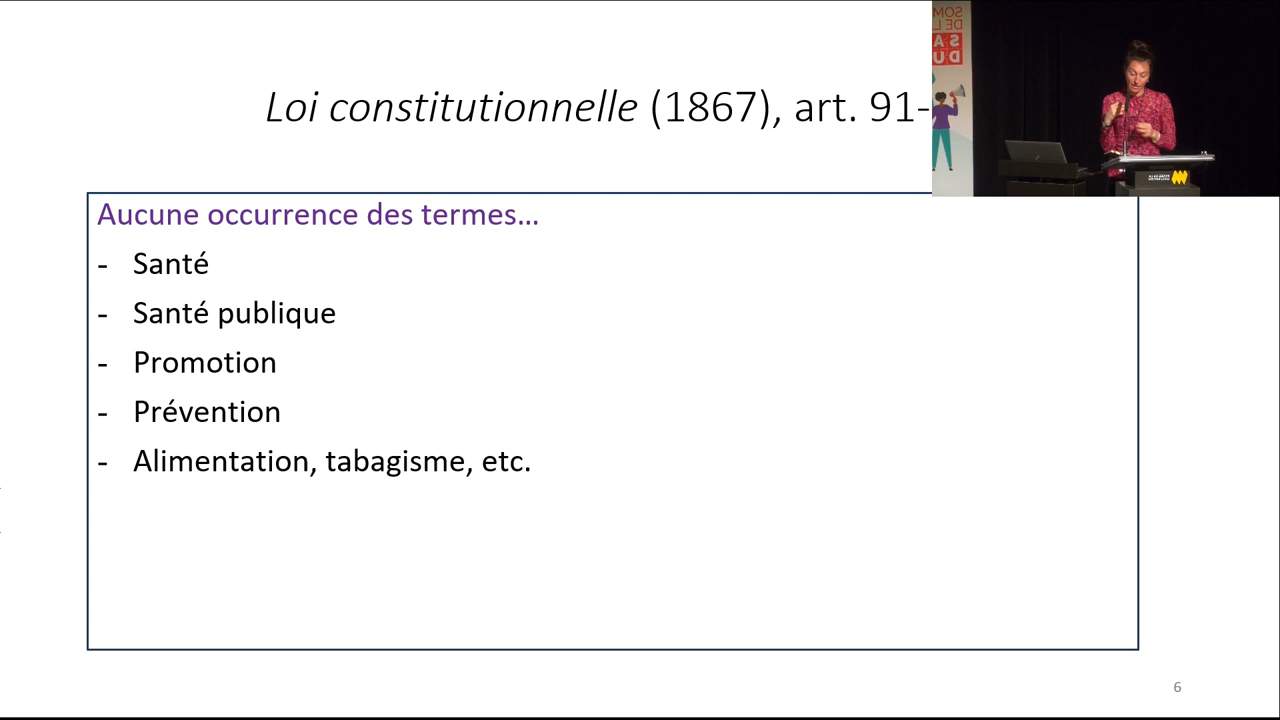 Loi constitutionnelle (1867), art. 91-
Aucune occurrence des termes…
- Santé
- Santé publique
- Promotion
- Prévention
- Alimentation, tabagisme, etc.
6